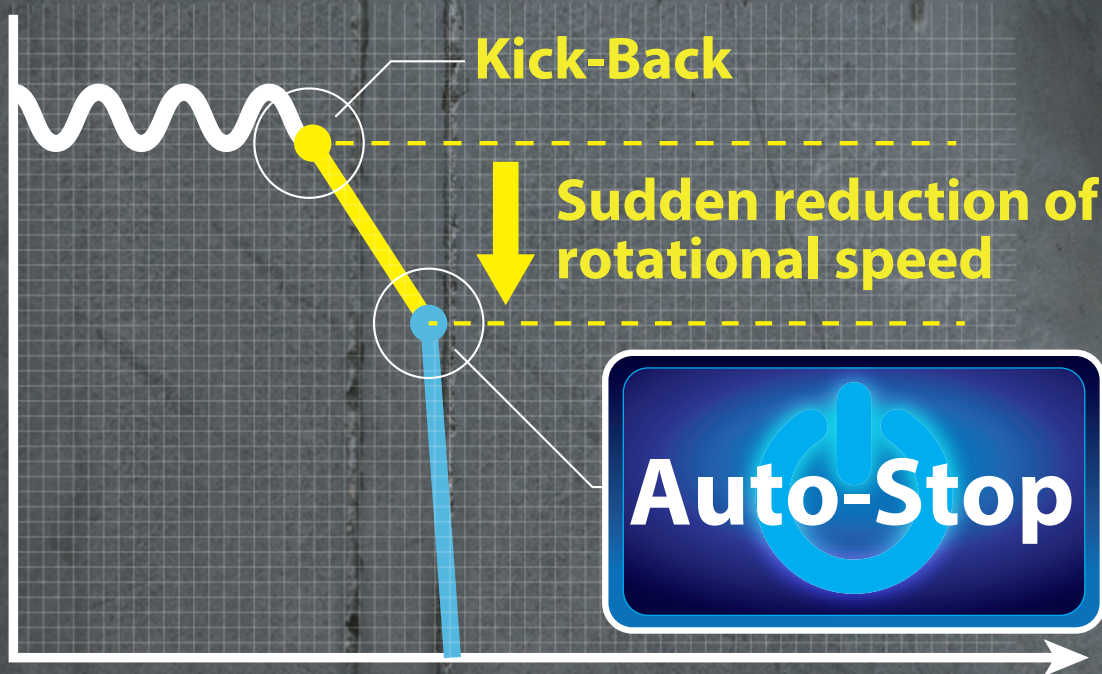 Kick-Back
Sudden reduction of
rotational speed
Auto-Stop